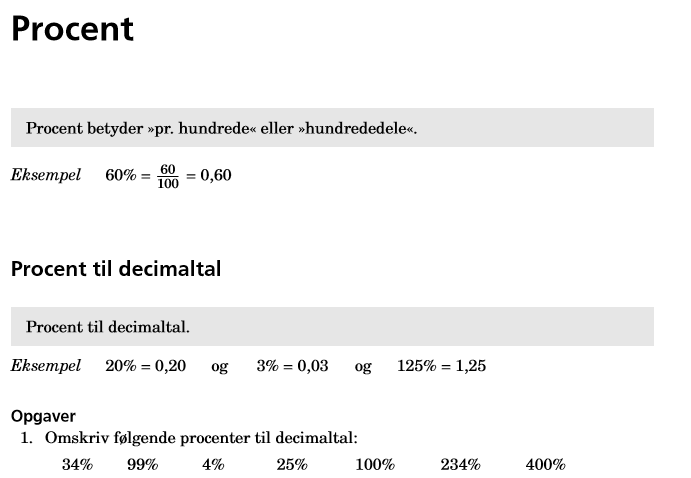 Procent
Procent betyder »pr. hundrede« eller »hundrededele«.
Eksempel 60% = 60/100 = 0,60
Procent til decimaltal
Procent til decimaltal.
Eksempel 20% = 0,20 og 3% = 0,03 og 125% = 1,25
Opgaver
1. Omskriv følgende procenter til decimaltal:
34% 99% 4% 25% 100% 234% 400%